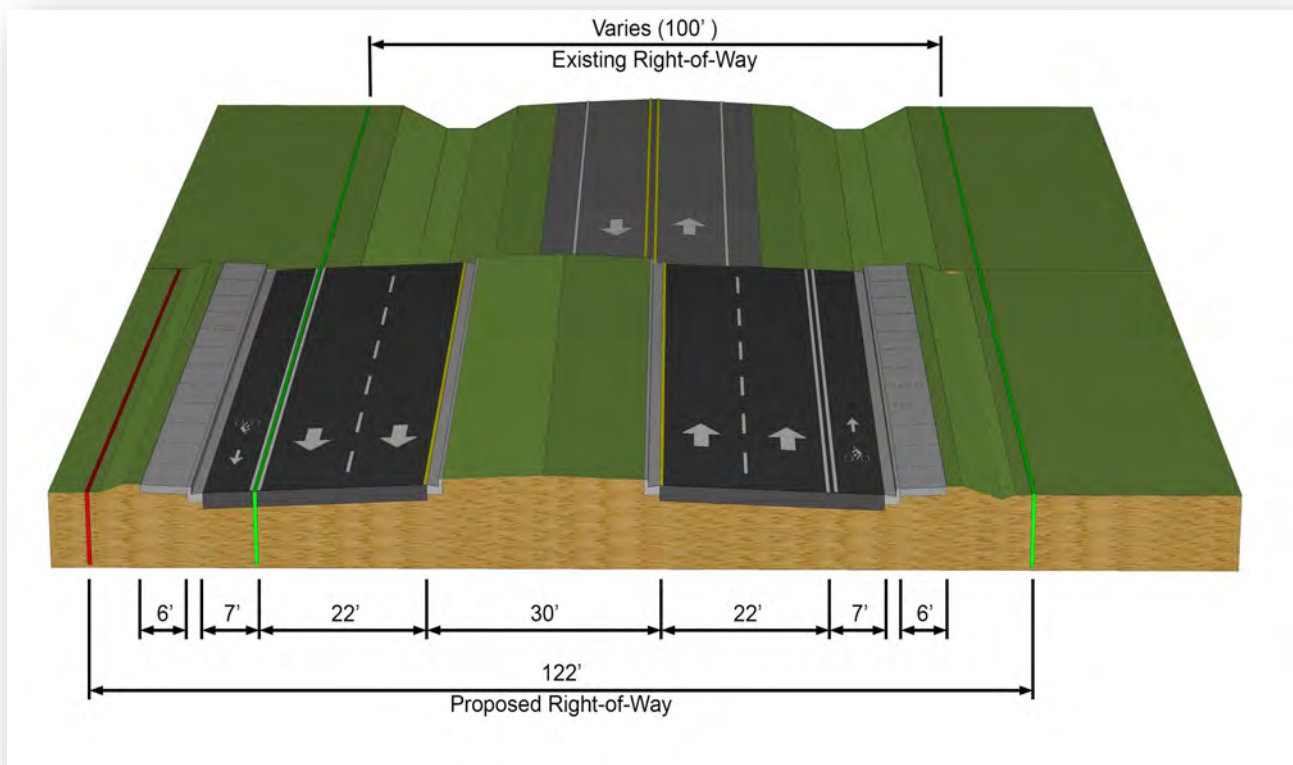 Varies (100' )
Existing Right-of-Way
6' 7' 22' 30' 22' 7' 6'
122'
Proposed Right-of-Way